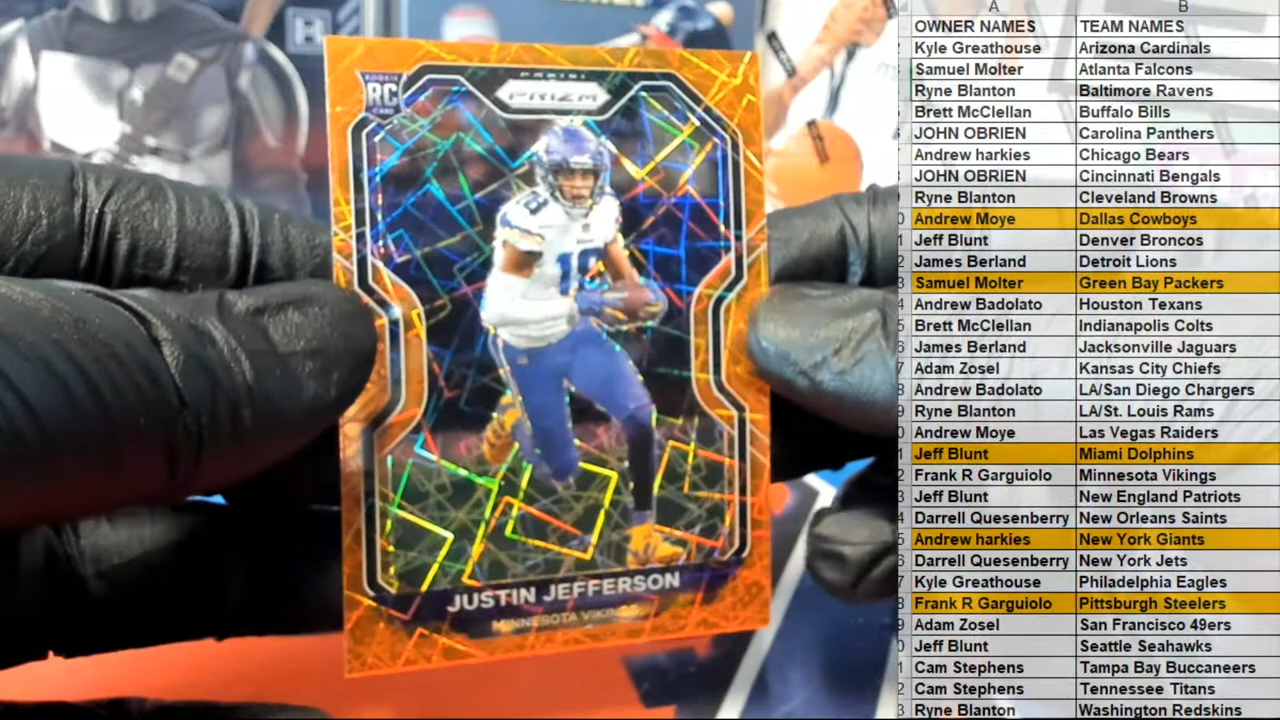 ROOKIE
RC
CARD
PANINI
PRIZM
18
JUSTIN JEFFERSON
MINNESOTA VIKINGS
A B
OWNER NAMES TEAM NAMES
Kyle Greathouse Arizona Cardinals
Samuel Molter Atlanta Falcons
Ryne Blanton Baltimore Ravens
Brett McClellan Buffalo Bills
JOHN OBRIEN Carolina Panthers
Andrew harkies Chicago Bears
JOHN OBRIEN Cincinnati Bengals
Ryne Blanton Cleveland Browns
Andrew Moye Dallas Cowboys
Jeff Blunt Denver Broncos
James Berland Detroit Lions
Samuel Molter Green Bay Packers
Andrew Badolato Houston Texans
Brett McClellan Indianapolis Colts
James Berland Jacksonville Jaguars
Adam Zosel Kansas City Chiefs
Andrew Badolato LA/San Diego Chargers
Ryne Blanton LA/St. Louis Rams
Andrew Moye Las Vegas Raiders
Jeff Blunt Miami Dolphins
Frank R Garguiolo Minnesota Vikings
Jeff Blunt New England Patriots
Darrell Quesenberry New Orleans Saints
Andrew harkies New York Giants
Darrell Quesenberry New York Jets
Kyle Greathouse Philadelphia Eagles
Frank R Garguiolo Pittsburgh Steelers
Adam Zosel San Francisco 49ers
Jeff Blunt Seattle Seahawks
Cam Stephens Tampa Bay Buccaneers
Cam Stephens Tennessee Titans
Ryne Blanton Washington Redskins